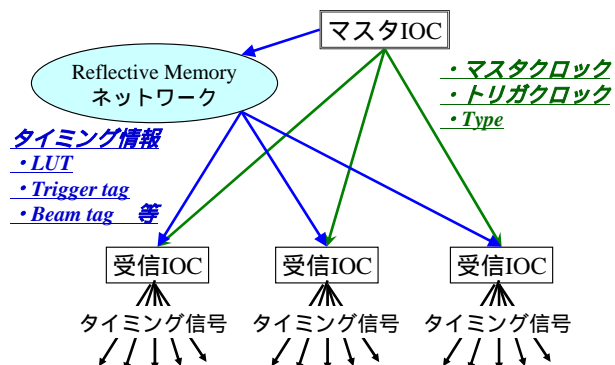 マスタIOC
Reflective Memory
ネットワーク
・マスタクロック
・トリガクロック
・Type
タイミング情報
・LUT
・Trigger tag
・Beam tag　等
受信IOC
受信IOC
受信IOC
タイミング信号
タイミング信号
タイミング信号